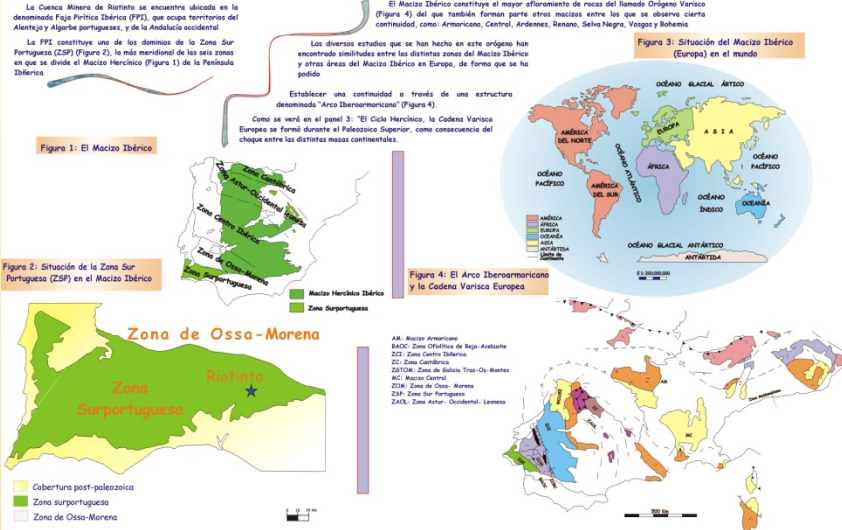 La Cuenca Minera de Riotinto se encuentra ubicada en la
denominada Faja Pirítica Ibérica (FPI), que ocupa territorios del
Alentejo y Algarbe portugueses, y de la Andalucía occidental
La FPI constituye uno de los dominios de la Zona Sur
Portuguesa (ZSP) (Figura 2), la más meridional de las seis zonas
en que se divide el Macizo Hercínico (Figura 1) de la Península
Ibñerica
El Macizo Ibérico constituye el mayor afloramiento de rocas del llamado Orógeno Varisco
(Figura 4) del que también forman parte otros macizos entre los que se observa cierta
continuidad, como: Armoricano, Central, Ardennes, Renano, Selva Negra, Vosgos y Bohemia
Los diversos estudios que se han hecho en este orógeno han
encontrado similitudes entre las distintas zonas del Macizo Ibérico
y otras áreas del Macizo Ibérico en Europa, de forma que se ha
podido
Establecer una continuidad a través de una estructura
denominada "Arco Iberoarmoricano" (Figura 4).
Como se verá en el panel 3: "El Ciclo Hercínico, la Cadena Varisca
Europea se formó durante el Paleozoico Superior, como consecuencia del
choque entre las distintas masas continentales.
Figura 3: Situación del Macizo Ibérico
(Europa) en el mundo
OCÉANO GLACIAL ÁRTICO
AMÉRICA
DEL NORTE
EUROPA
ASIA
OCÉANO ATLÁNTICO
ÁFRICA
OCÉANO
PACÍFICO
OCÉANO
PACÍFICO
AMÉRICA
DEL SUR
OCÉANO
ÍNDICO
OCEANÍA
OCÉANO GLACIAL ANTÁRTICO
ANTÁRTIDA
AMÉRICA
ÁFRICA
EUROPA
OCEANÍA
ASIA
ANTÁRTIDA
Límite de
Continente
E 1: 200.000.000
Figura 1: El Macizo Ibérico
Zona Cantábrica
Zona Astur-Occidental Leonesa
Zona Centro Ibérica
Zona de Ossa-Morena
Zona Surportuguesa
Macizo Hercínico Ibérico
Zona Surportuguesa
Figura 2: Situación de la Zona Sur
Portuguesa (ZSP) en el Macizo Ibérico
Zona de Ossa-Morena
Riotinto
Zona
Surportuguesa
Cobertura post-paleozoica
Zona surportuguesa
Zona de Ossa-Morena
Figura 4: El Arco Iberoarmoricano
y la Cadena Varisca Europea
AM: Macizo Armoricano
BAOC: Zona Ofiolítica de Beja-Acebuche
ZCI: Zona Centro Ibllerica
ZC: Zona Cantábrica
ZGTOM: Zona de Galicia Tras-Os-Montes
MC: Macizo Central
ZOM: Zona de Ossa- Morena
ZSP: Zona Sur Portuguesa
ZAOL: Zona Astur- Occidental- Leonesa
AM
MC
500 Km